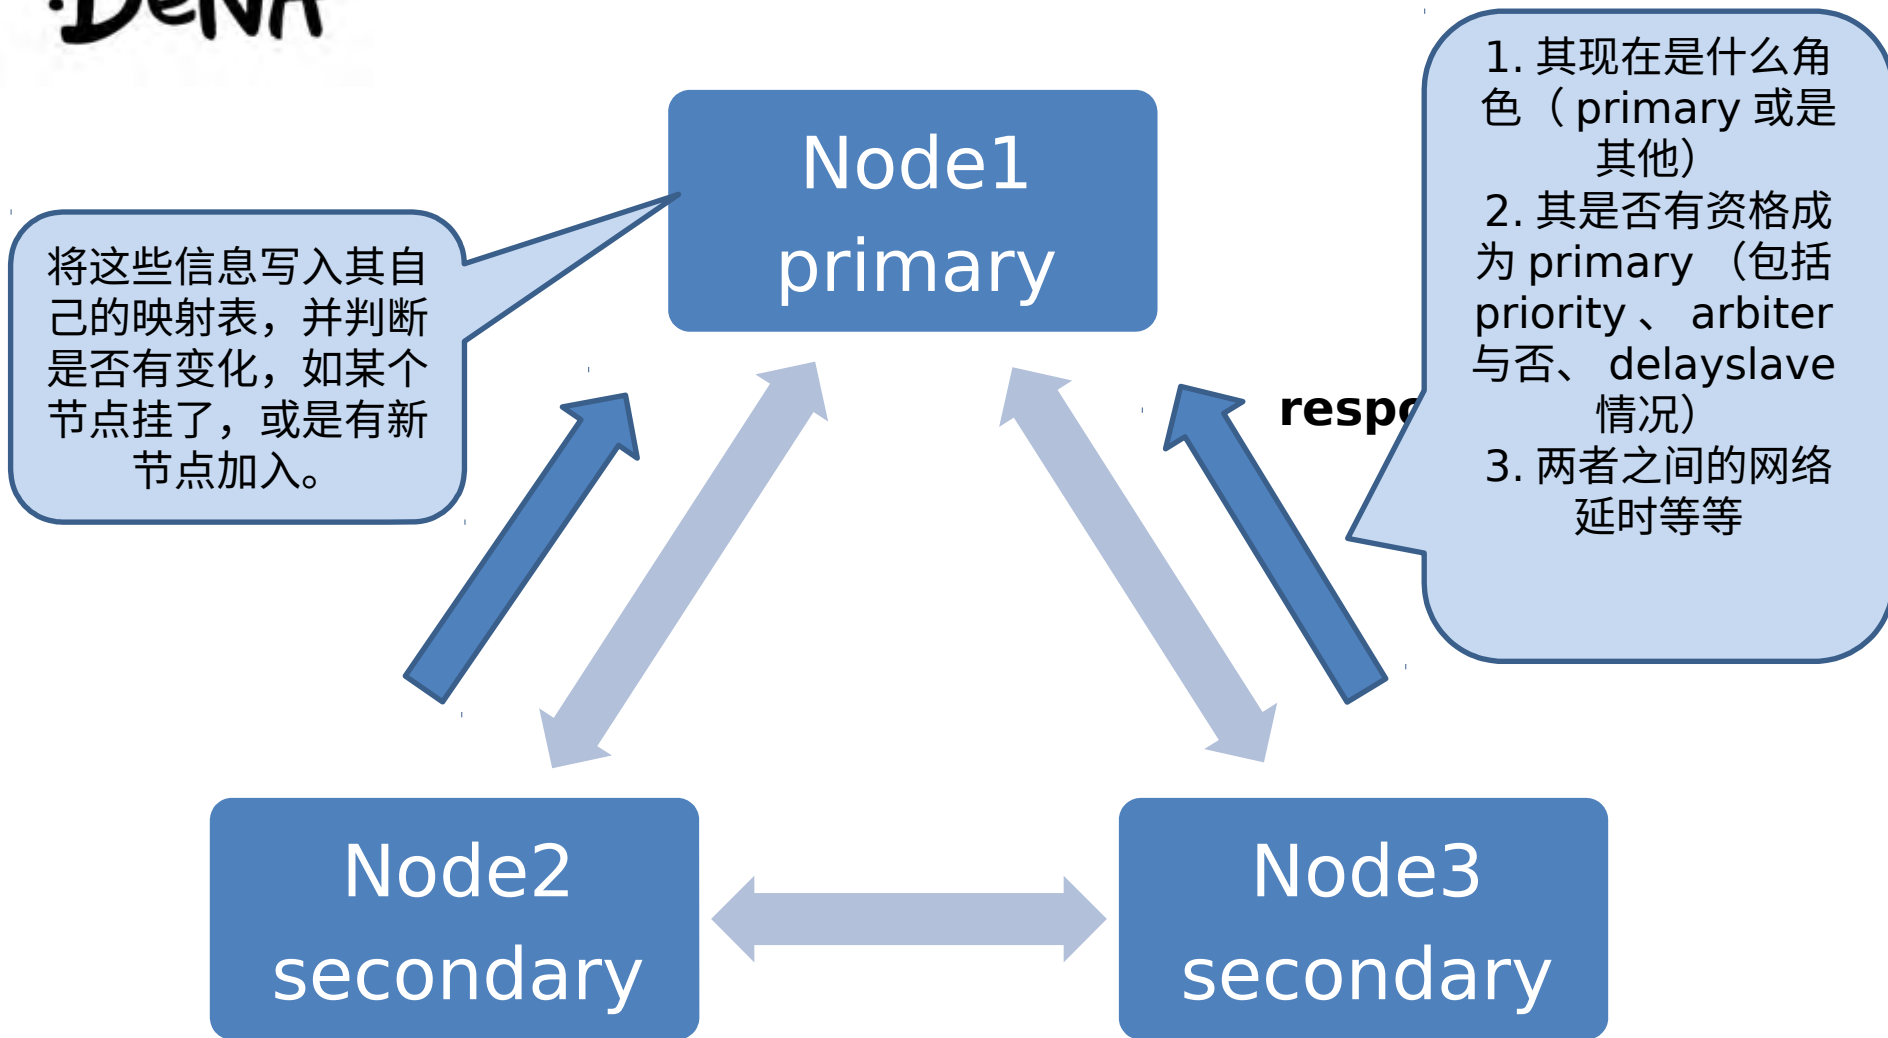 DeNA
Node1
primary
将这些信息写入其自
己的映射表，并判断
是否有变化，如某个
节点挂了，或是有新
节点加入。
1. 其现在是什么角
色（ primary 或是
其他）
2. 其是否有资格成
为 primary （包括
priority 、 arbiter
与否、 delayslave
情况）
3. 两者之间的网络
延时等等
Node2
secondary
Node3
secondary